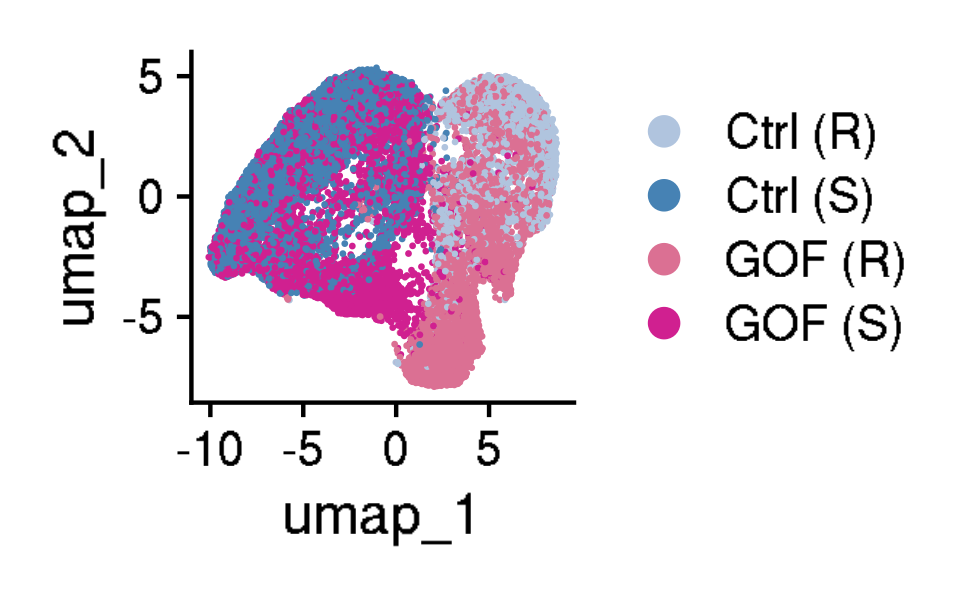 umap_2
5
0
-5
-10 -5 0 5
umap_1
Ctrl (R)
Ctrl (S)
GOF (R)
GOF (S)